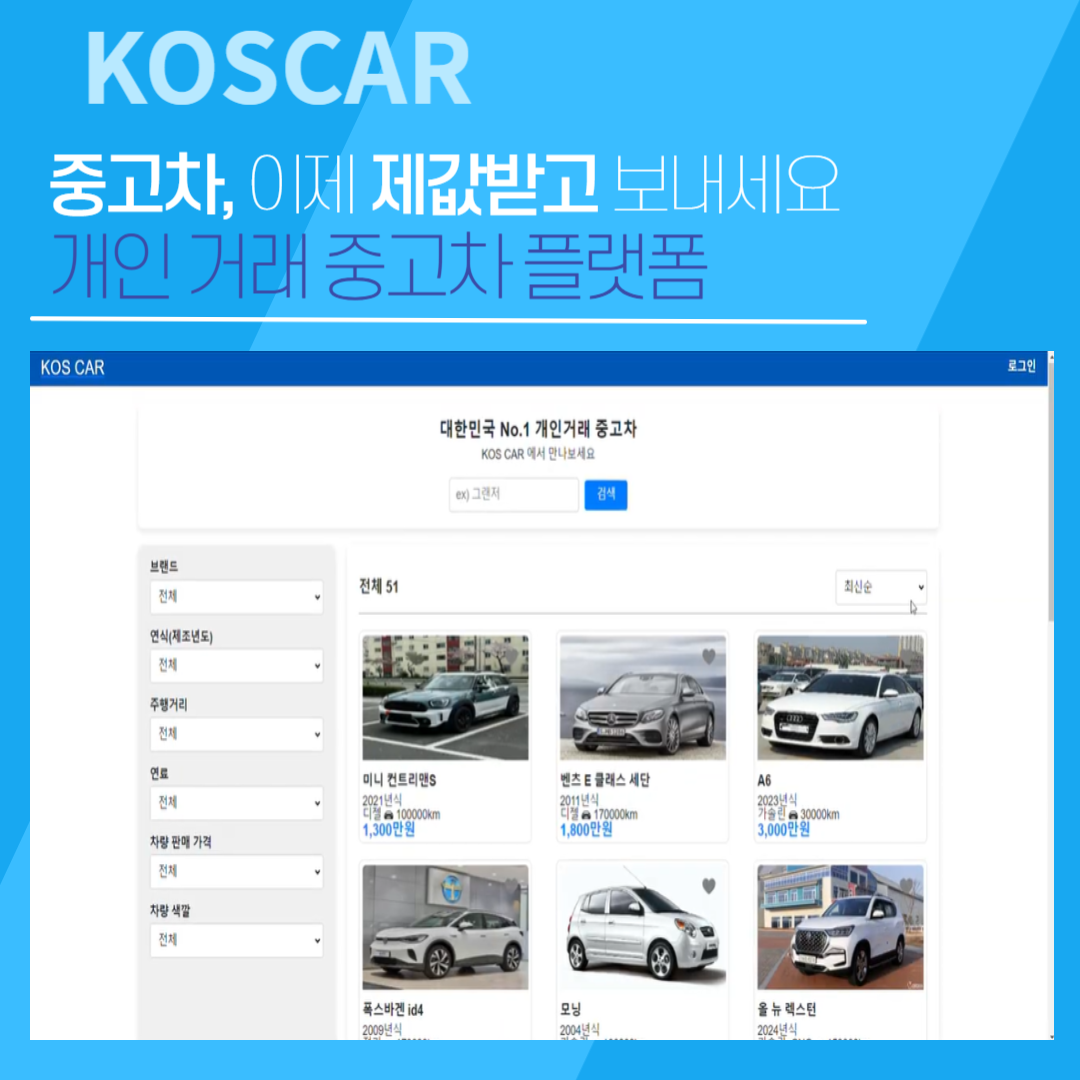 KOSCAR
중고차, 이제 제값받고 보내세요
개인 거래 중고차 플랫폼
KOS CAR
로그인
대한민국 No.1 개인거래 중고차
KOS CAR 에서 만나보세요
ex) 그랜저
검색
브랜드
전체
연식(제조년도)
전체
주행거리
전체
연료
전체
차량 판매 가격
전체
차량 색깔
전체
전체 51
최신순
미니 컨트리맨S
2021년식
디젤 100000km
1,300만원
벤츠 E 클래스 세단
2011년식
디젤 170000km
1,800만원
A6
2023년식
가솔린 30000km
3,000만원
폭스바겐 id4
2009년식
모닝
2004년식
올 뉴 렉스턴
2024년식